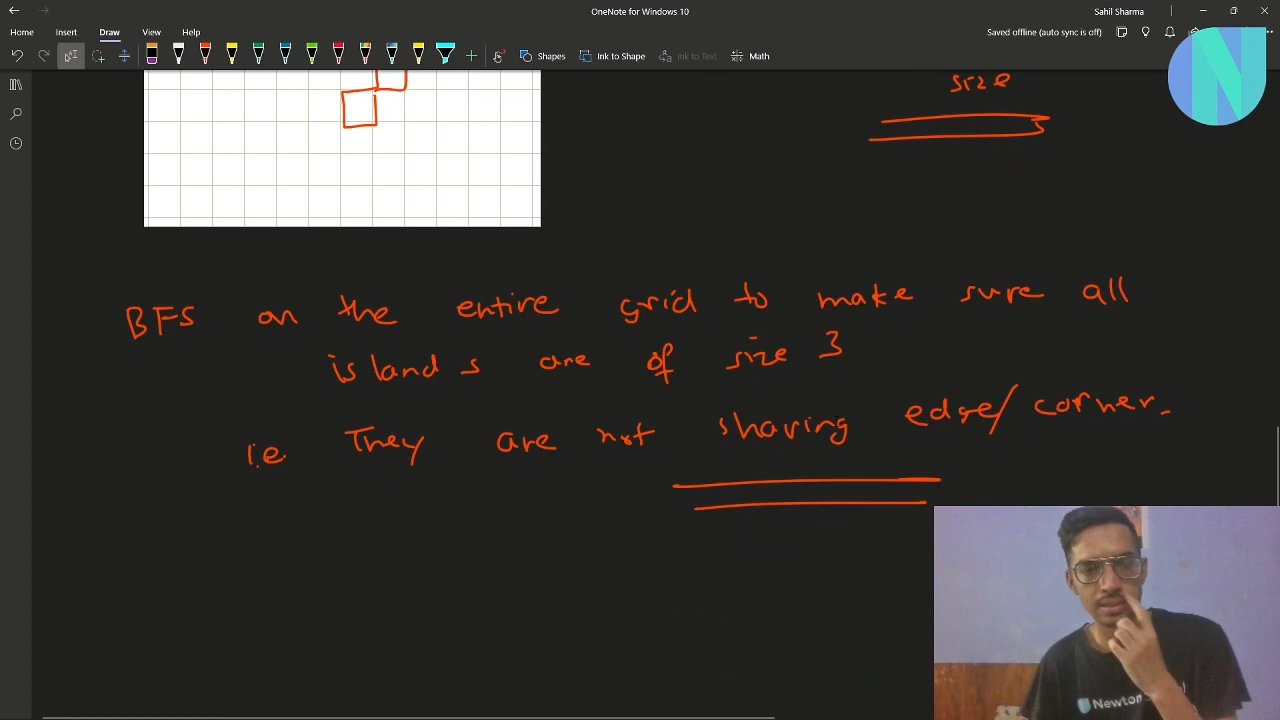 OneNote for Windows 10
Sahil Sharma
Home Insert Draw View Help
Saved offline (auto sync is off)
Shapes Ink to Shape Ink to Text Math
size
BFS on the entire grid to make sure all
islands are of size 3
i.e. They are not sharing edge/corner.
Newton